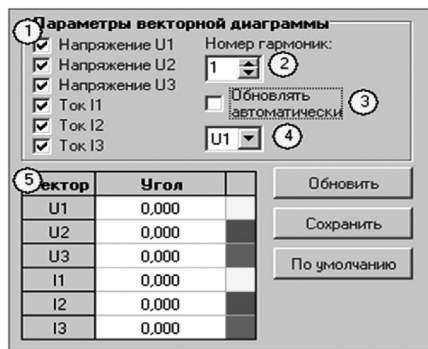 Параметры векторной диаграммы
1
Напряжение U1
Напряжение U2
Напряжение U3
Ток I1
Ток I2
Ток I3
Номер гармоник:
1
2
Обновлять
автоматически
3
U1
4
5
ектор Угол
U1 0,000
U2 0,000
U3 0,000
I1 0,000
I2 0,000
I3 0,000
Обновить
Сохранить
По умолчанию